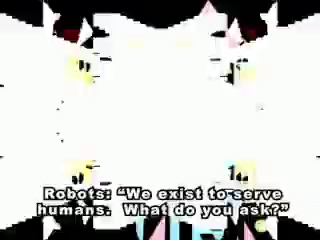 Robots: “We exist to serve
humans.  What do you ask?”